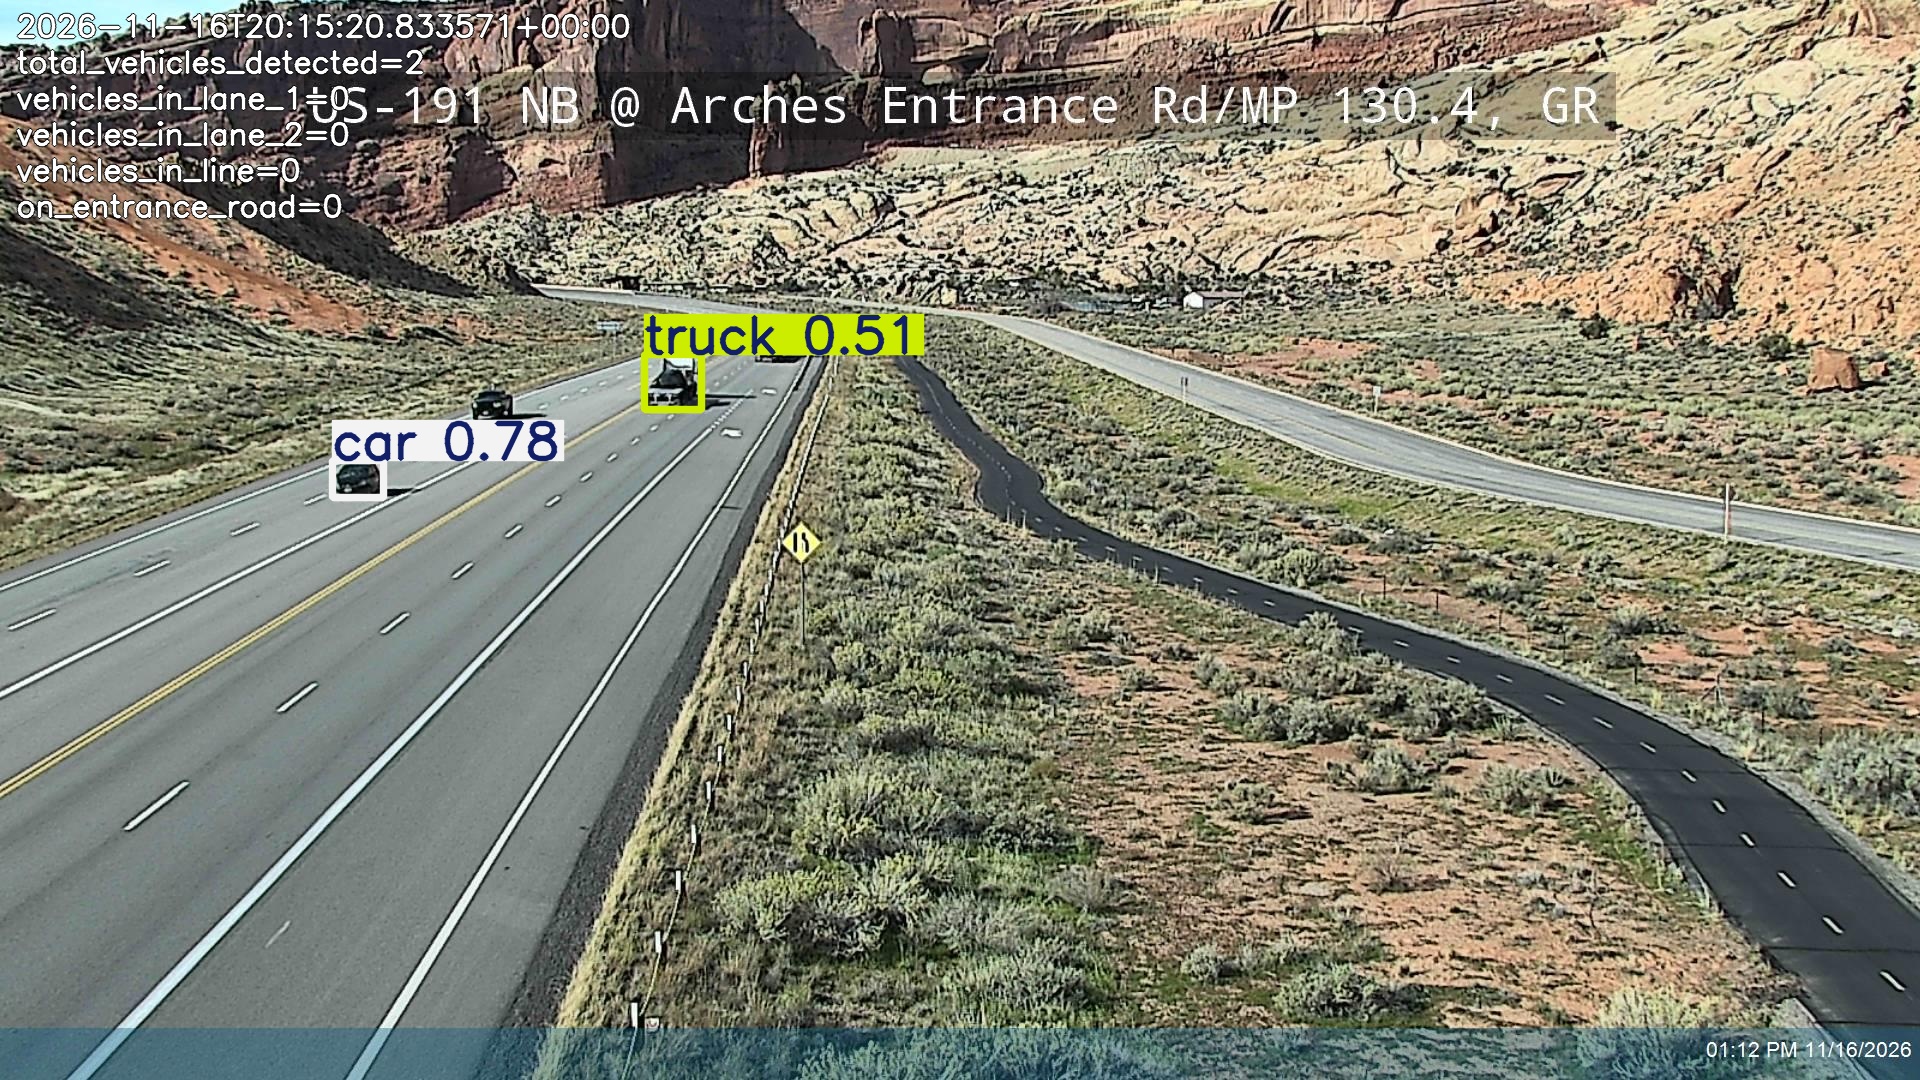 2026-11-16T20:15:20.833571+00:00
total_vehicles_detected=2
vehicles_in_lane_1=0
US-191 NB @ Arches Entrance Rd/MP 130.4, GR
vehicles_in_lane_2=0
vehicles_in_line=0
on_entrance_road=0
truck 0.51
car 0.78
01:12 PM 11/16/2026